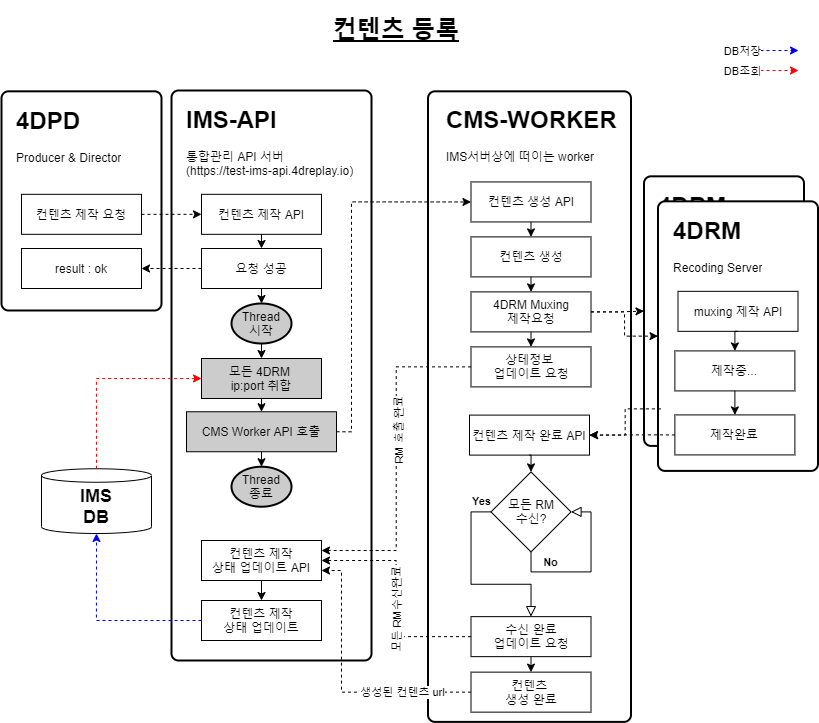 컨텐츠 등록
DB저장
DB조회
4DPD
Producer & Director
컨텐츠 제작 요청
result : ok
IMS-API
통합관리 API 서버
(https://test-ims-api.4dreplay.io)
컨텐츠 제작 API
요청 성공
Thread
시작
모든 4DRM
ip:port 취합
CMS Worker API 호출
Thread
종료
컨텐츠 제작
상태 업데이트 API
컨텐츠 제작
상태 업데이트
IMS
DB
RM 호출 완료
모든 RM 수신완료
생성된 컨텐츠 url
CMS-WORKER
IMS서버상에 떠이는 worker
컨텐츠 생성 API
컨텐츠 생성
4DRM Muxing
제작요청
상테정보
업데이트 요청
컨텐츠 제작 완료 API
모든 RM
수신?
Yes
No
수신 완료
업데이트 요청
컨텐츠
생성 완료
4DRM
4DRM
Recoding Server
muxing 제작 API
제작중...
제작완료